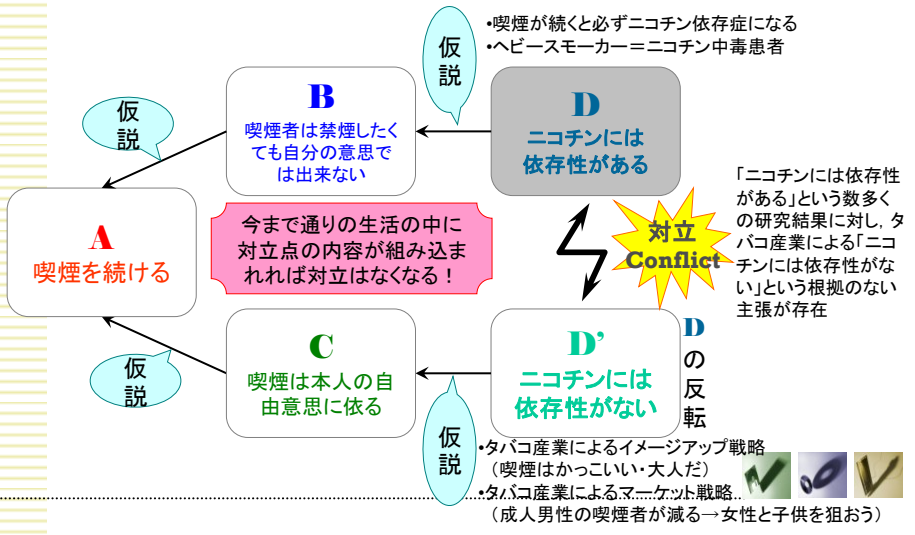 ・喫煙が続くと必ずニコチン依存症になる
・ヘビースモーカー＝ニコチン中毒患者
仮
説
B
喫煙者は禁煙したく
ても自分の意思で
は出来ない
D
ニコチンには
依存性がある
仮
説
「ニコチンには依存性
がある」という数多く
の研究結果に対し，タ
バコ産業による「ニコ
チンには依存性がな
い」という根拠のない
主張が存在
A
喫煙を続ける
今まで通りの生活の中に
対立点の内容が組み込ま
れれば対立はなくなる！
対立
Conflict
仮
説
C
喫煙は本人の自
由意思に依る
D’
ニコチンには
依存性がない
D
の
反
転
仮
説
・タバコ産業によるイメージアップ戦略
（喫煙はかっこいい・大人だ）
・タバコ産業によるマーケット戦略
（成人男性の喫煙者が減る→女性と子供を狙おう）